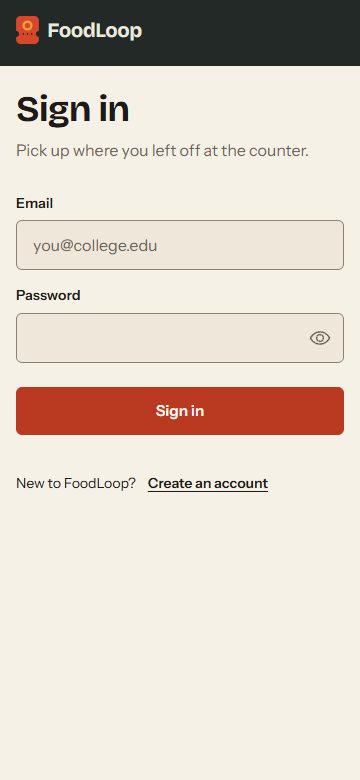 FoodLoop
Sign in
Pick up where you left off at the counter.
Email
you@college.edu
Password
Sign in
New to FoodLoop? Create an account